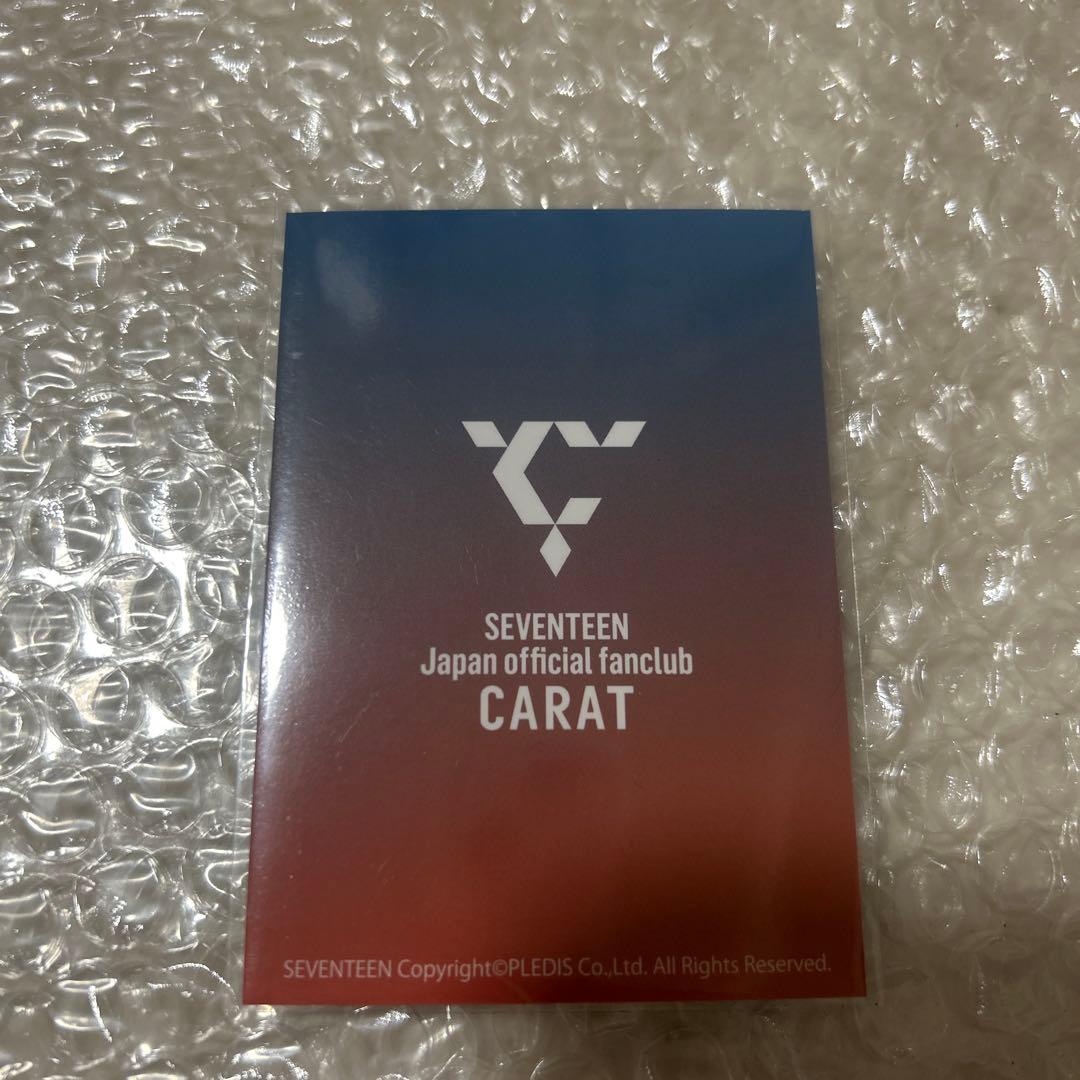 SEVENTEEN
Japan official fanclub
CARAT
SEVENTEEN Copyright©PLEDIS Co.,Ltd. All Rights Reserved.